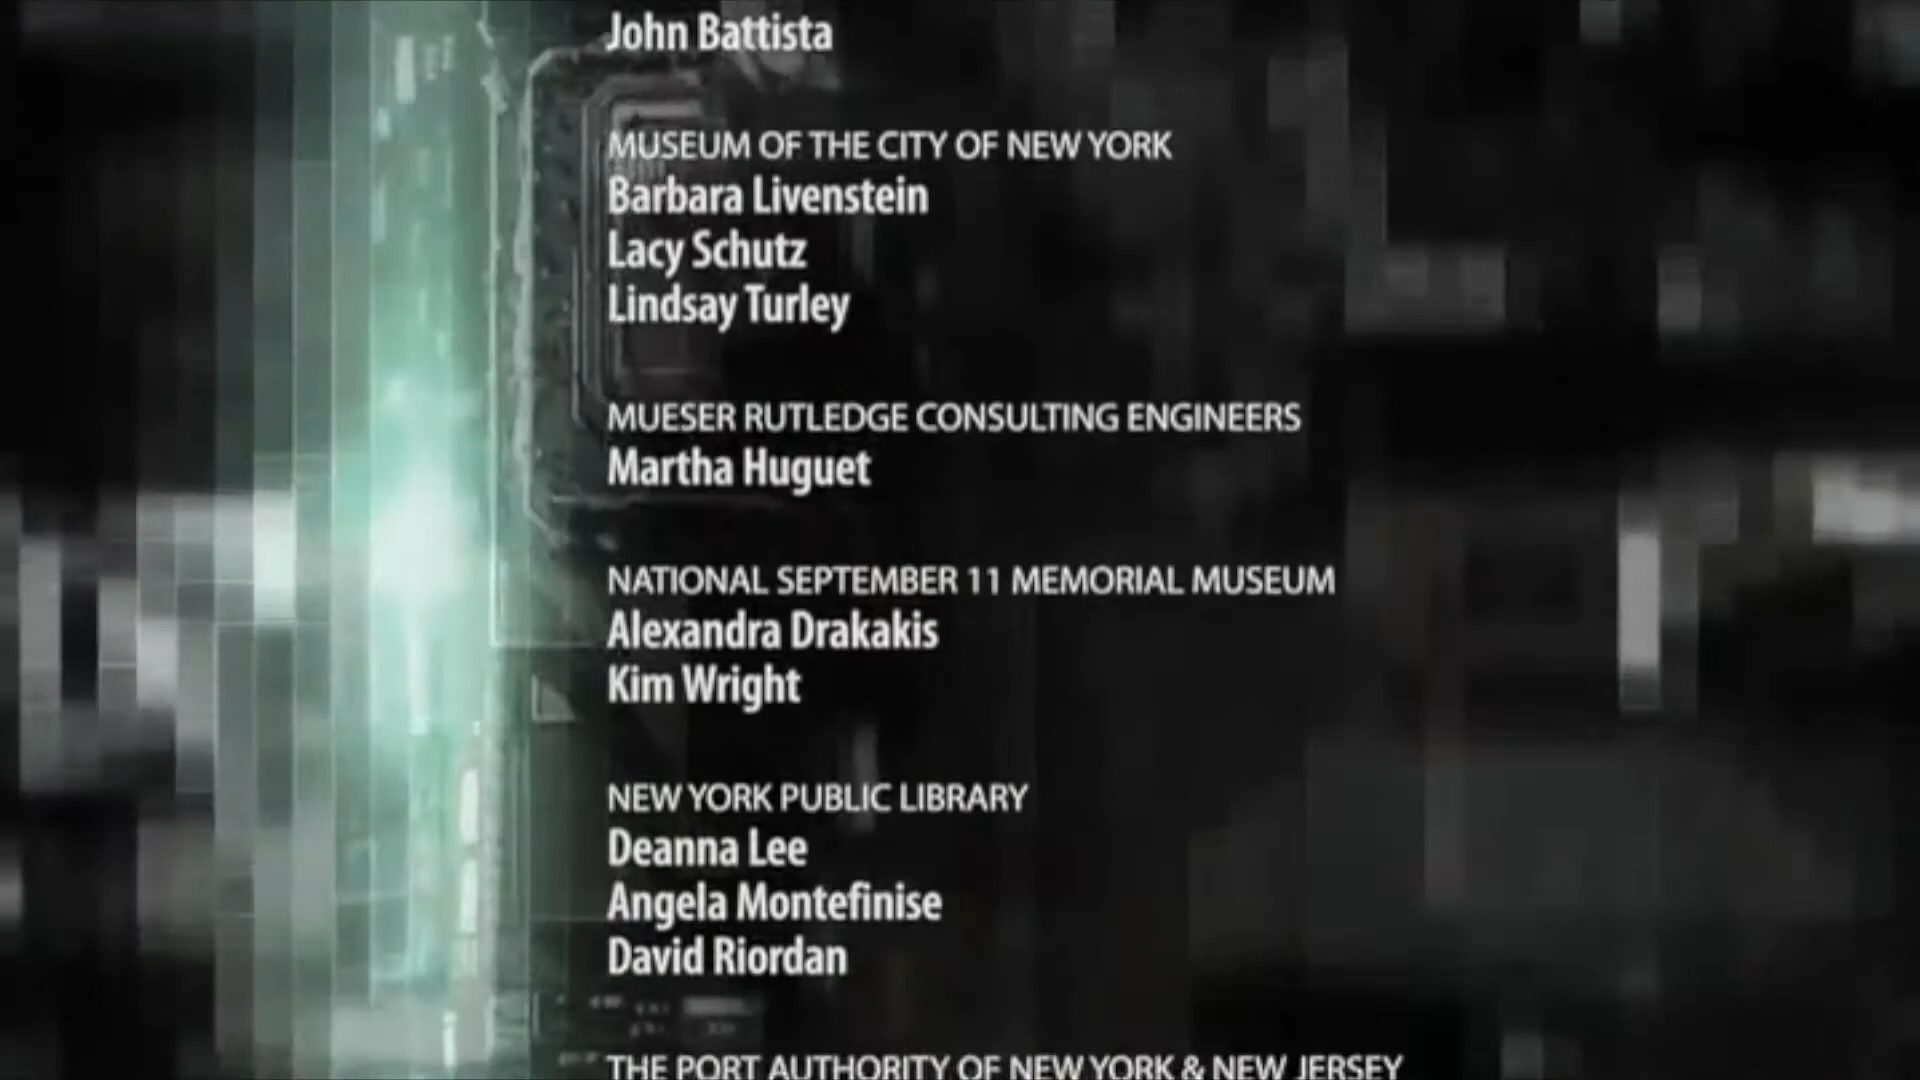 John Battista
MUSEUM OF THE CITY OF NEW YORK
Barbara Livenstein
Lacy Schutz
Lindsay Turley
MUESER RUTLEDGE CONSULTING ENGINEERS
Martha Huguet
NATIONAL SEPTEMBER 11 MEMORIAL MUSEUM
Alexandra Drakakis
Kim Wright
NEW YORK PUBLIC LIBRARY
Deanna Lee
Angela Montefinise
David Riordan
THE PORT AUTHORITY OF NEW YORK & NEW JERSEY